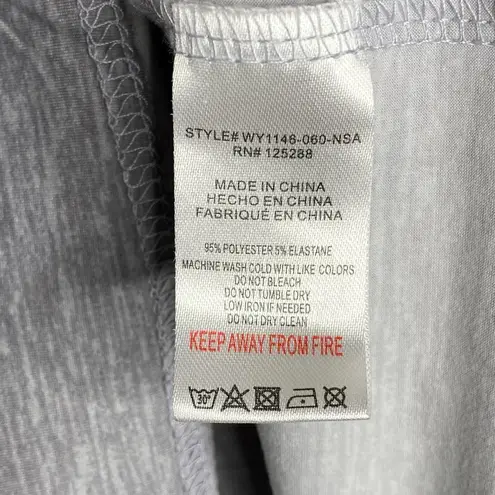 STYLE# WY1146-060-NSA
RN# 125288
MADE IN CHINA
HECHO EN CHINA
FABRIQUÉ EN CHINA
95% POLYESTER 5% ELASTANE
MACHINE WASH COLD WITH LIKE COLORS
DO NOT BLEACH
DO NOT TUMBLE DRY
LOW IRON IF NEEDED
DO NOT DRY CLEAN
KEEP AWAY FROM FIRE
30°